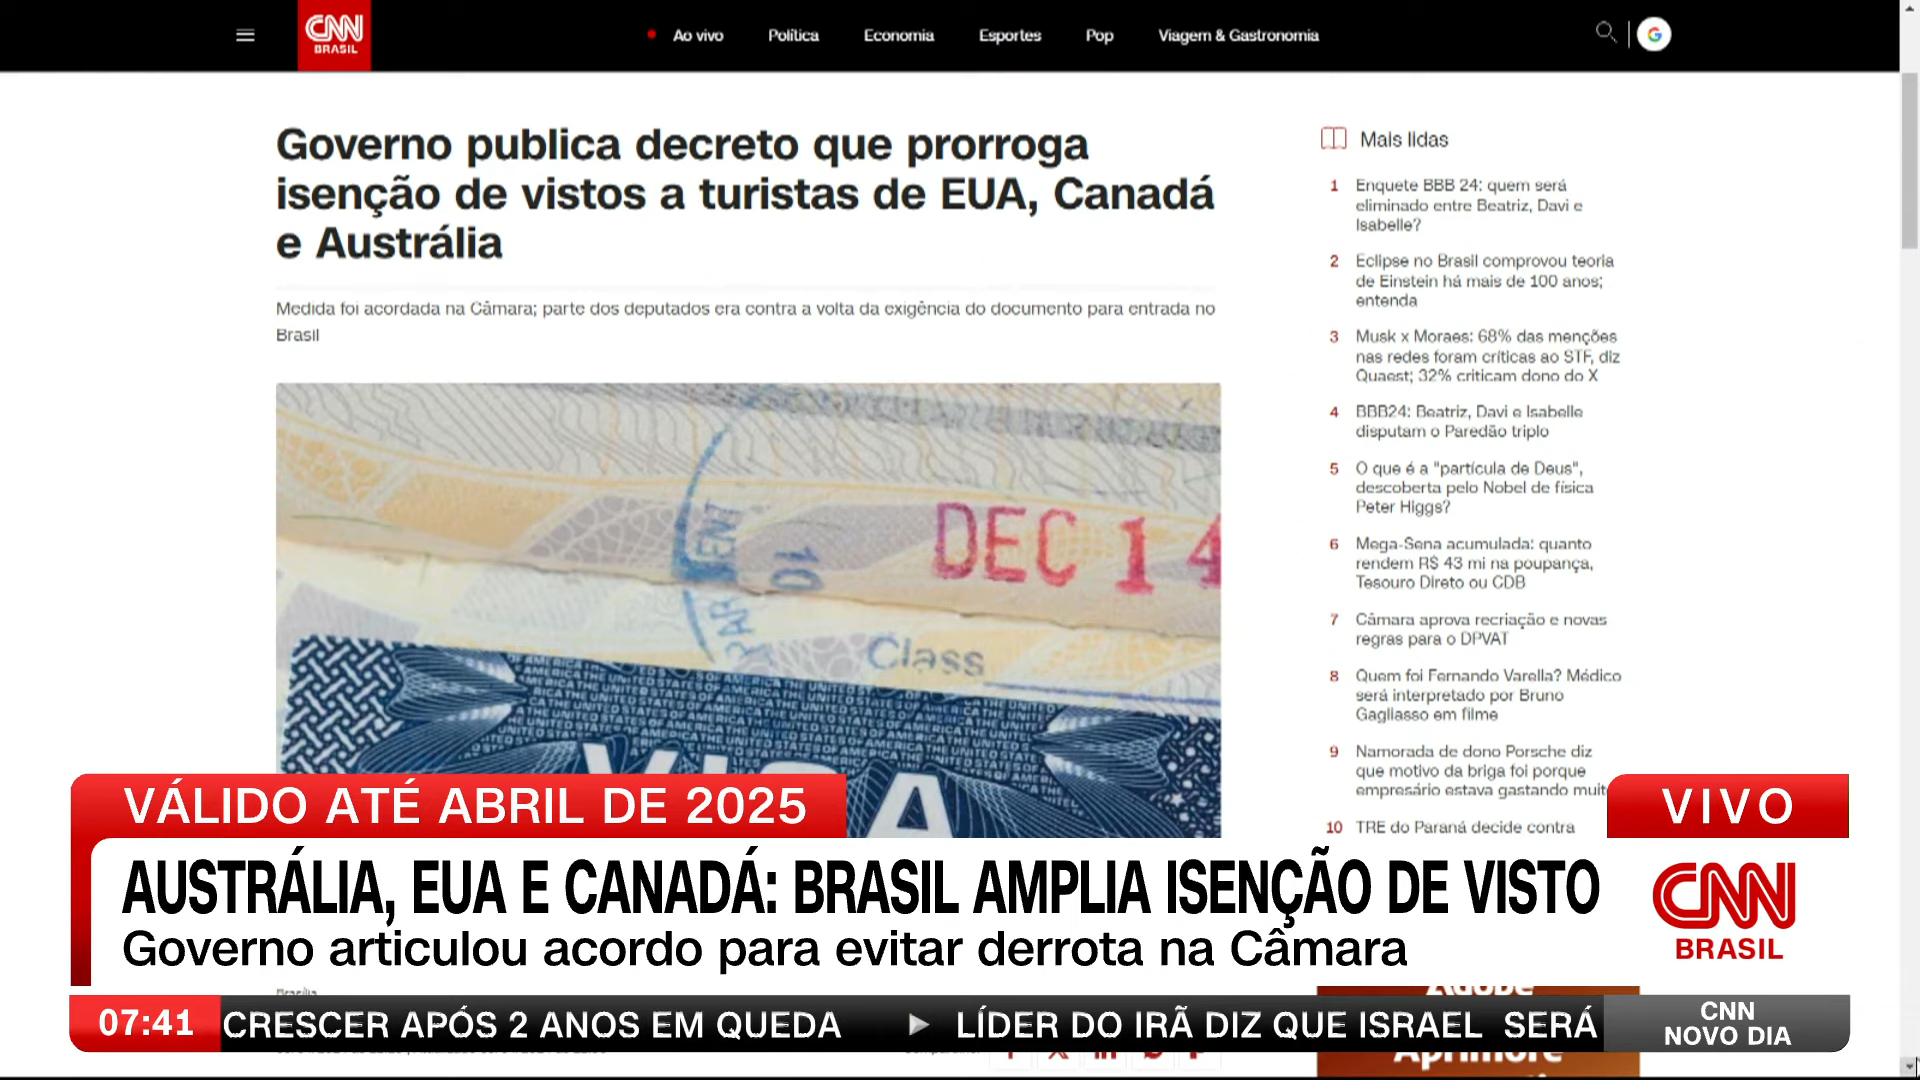 CNN
BRASIL
Ao vivo
Política
Economia
Esportes
Pop
Viagem & Gastronomia
Governo publica decreto que prorroga
isenção de vistos a turistas de EUA, Canadá
e Austrália
Medida foi acordada na Câmara; parte dos deputados era contra a volta da exigência do documento para entrada no
Brasil
DEC 14
10
Class
VISA
Mais lidas
1 Enquete BBB 24: quem será
eliminado entre Beatriz, Davi e
Isabelle?
2 Eclipse no Brasil comprovou teoria
de Einstein há mais de 100 anos;
entenda
3 Musk x Moraes: 68% das menções
nas redes foram críticas ao STF, diz
Quaest; 32% criticam dono do X
4 BBB24: Beatriz, Davi e Isabelle
disputam o Paredão triplo
5 O que é a "partícula de Deus",
descoberta pelo Nobel de física
Peter Higgs?
6 Mega-Sena acumulada: quanto
rendem R$ 43 mi na poupança,
Tesouro Direto ou CDB
7 Câmara aprova recriação e novas
regras para o DPVAT
8 Quem foi Fernando Varella? Médico
será interpretado por Bruno
Gagliasso em filme
9 Namorada de dono Porsche diz
que motivo da briga foi porque
empresário estava gastando muit
10 TRE do Paraná decide contra
VÁLIDO ATÉ ABRIL DE 2025
VIVO
AUSTRÁLIA, EUA E CANADÁ: BRASIL AMPLIA ISENÇÃO DE VISTO
Governo articulou acordo para evitar derrota na Câmara
CNN
BRASIL
Brasília
07:41
CRESCER APÓS 2 ANOS EM QUEDA
LÍDER DO IRÃ DIZ QUE ISRAEL SERÁ
CNN
NOVO DIA